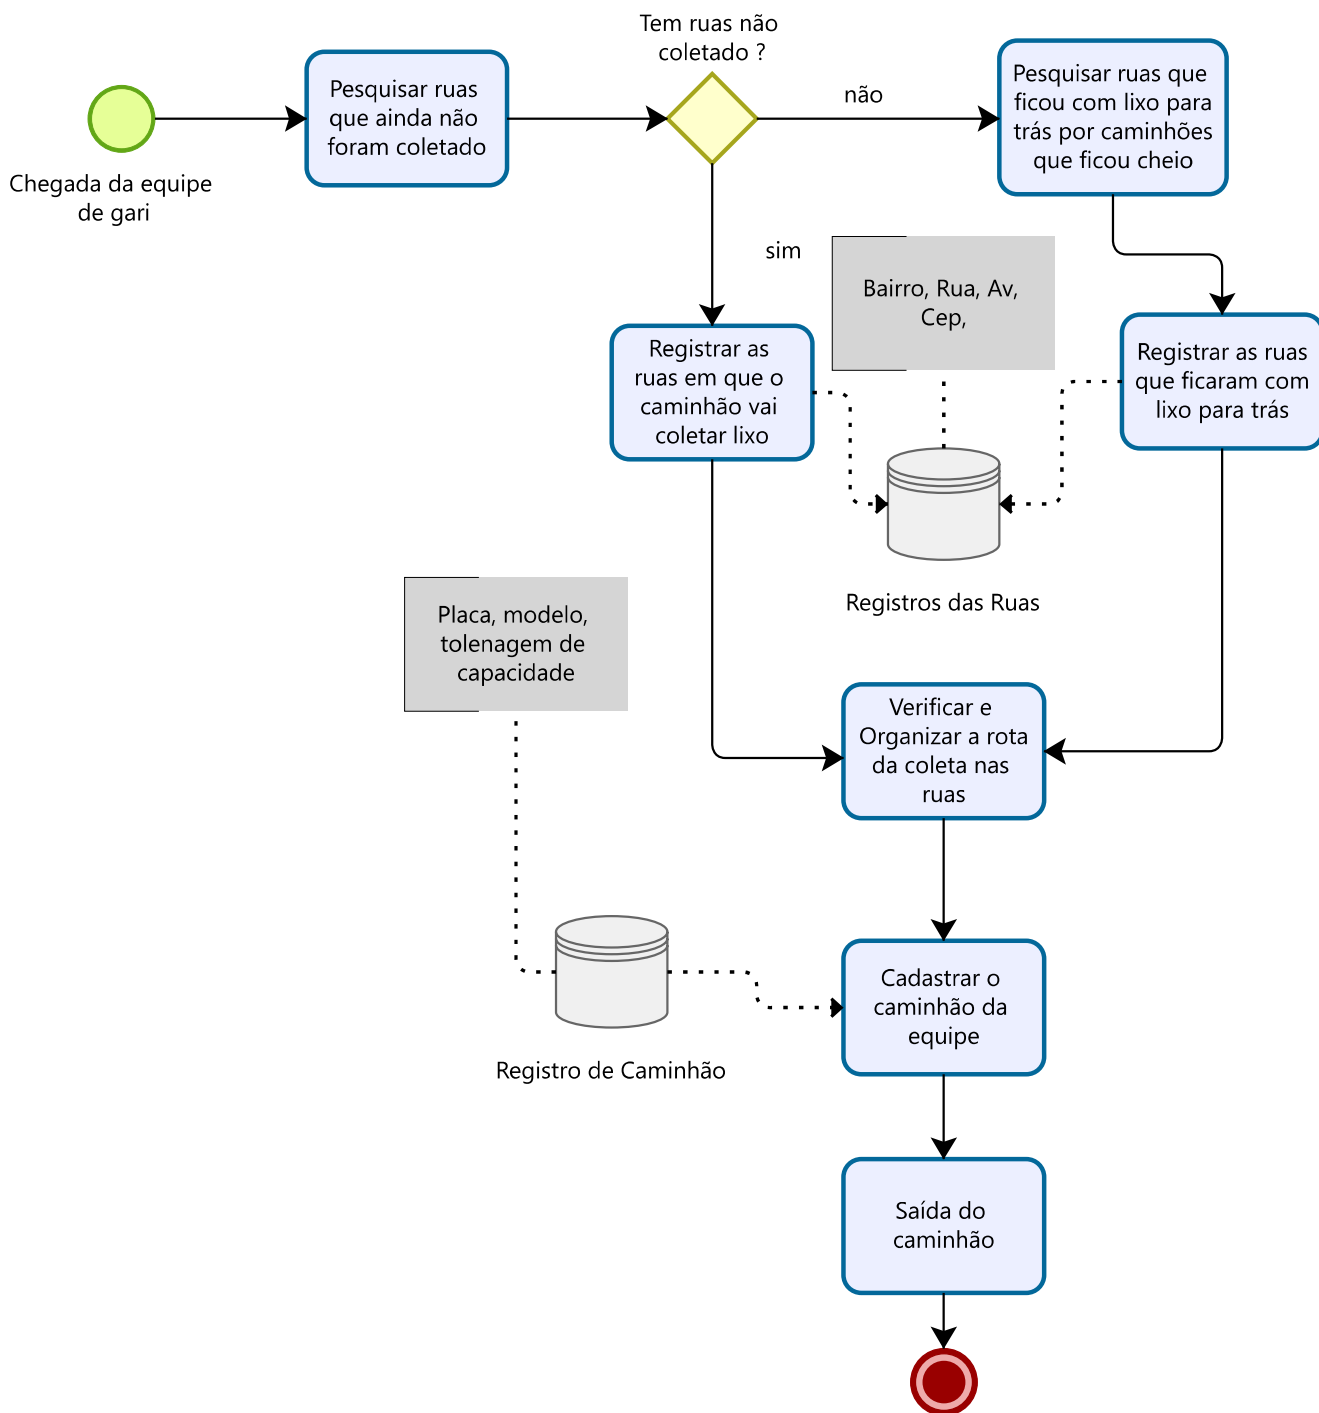 Tem ruas não
coletado ?
Pesquisar ruas
que ainda não
foram coletado
não
Pesquisar ruas que
ficou com lixo para
trás por caminhões
que ficou cheio
Chegada da equipe
de gari
sim
Bairro, Rua, Av,
Cep,
Registrar as
ruas em que o
caminhão vai
coletar lixo
Registrar as ruas
que ficaram com
lixo para trás
Registros das Ruas
Placa, modelo,
tolenagem de
capacidade
Verificar e
Organizar a rota
da coleta nas
ruas
Cadastrar o
caminhão da
equipe
Registro de Caminhão
Saída do
caminhão